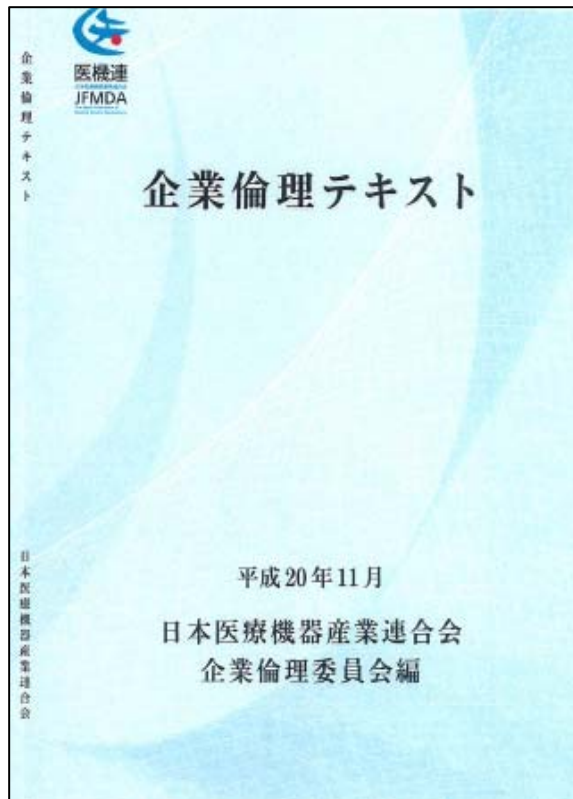 医機連
JFMDA
企業倫理テキスト
企業倫理テキスト
平成20年11月
日本医療機器産業連合会
企業倫理委員会編
日本医療機器産業連合会